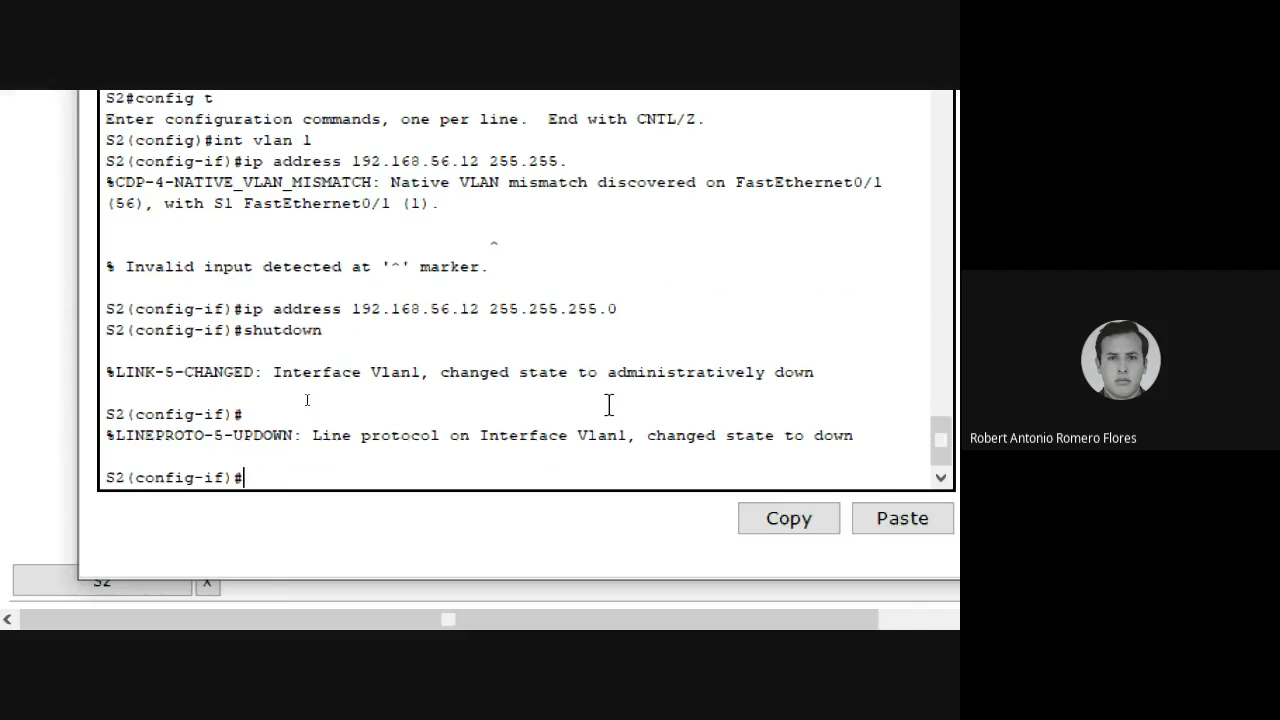 S2#config t
Enter configuration commands, one per line.  End with CNTL/Z.
S2(config)#int vlan 1
S2(config-if)#ip address 192.168.56.12 255.255.
%CDP-4-NATIVE_VLAN_MISMATCH: Native VLAN mismatch discovered on FastEthernet0/1
(56), with S1 FastEthernet0/1 (1).
^
% Invalid input detected at '^' marker.
S2(config-if)#ip address 192.168.56.12 255.255.255.0
S2(config-if)#shutdown
%LINK-5-CHANGED: Interface Vlan1, changed state to administratively down
S2(config-if)#
%LINEPROTO-5-UPDOWN: Line protocol on Interface Vlan1, changed state to down
S2(config-if)#
Copy
Paste
S2
X
Robert Antonio Romero Flores